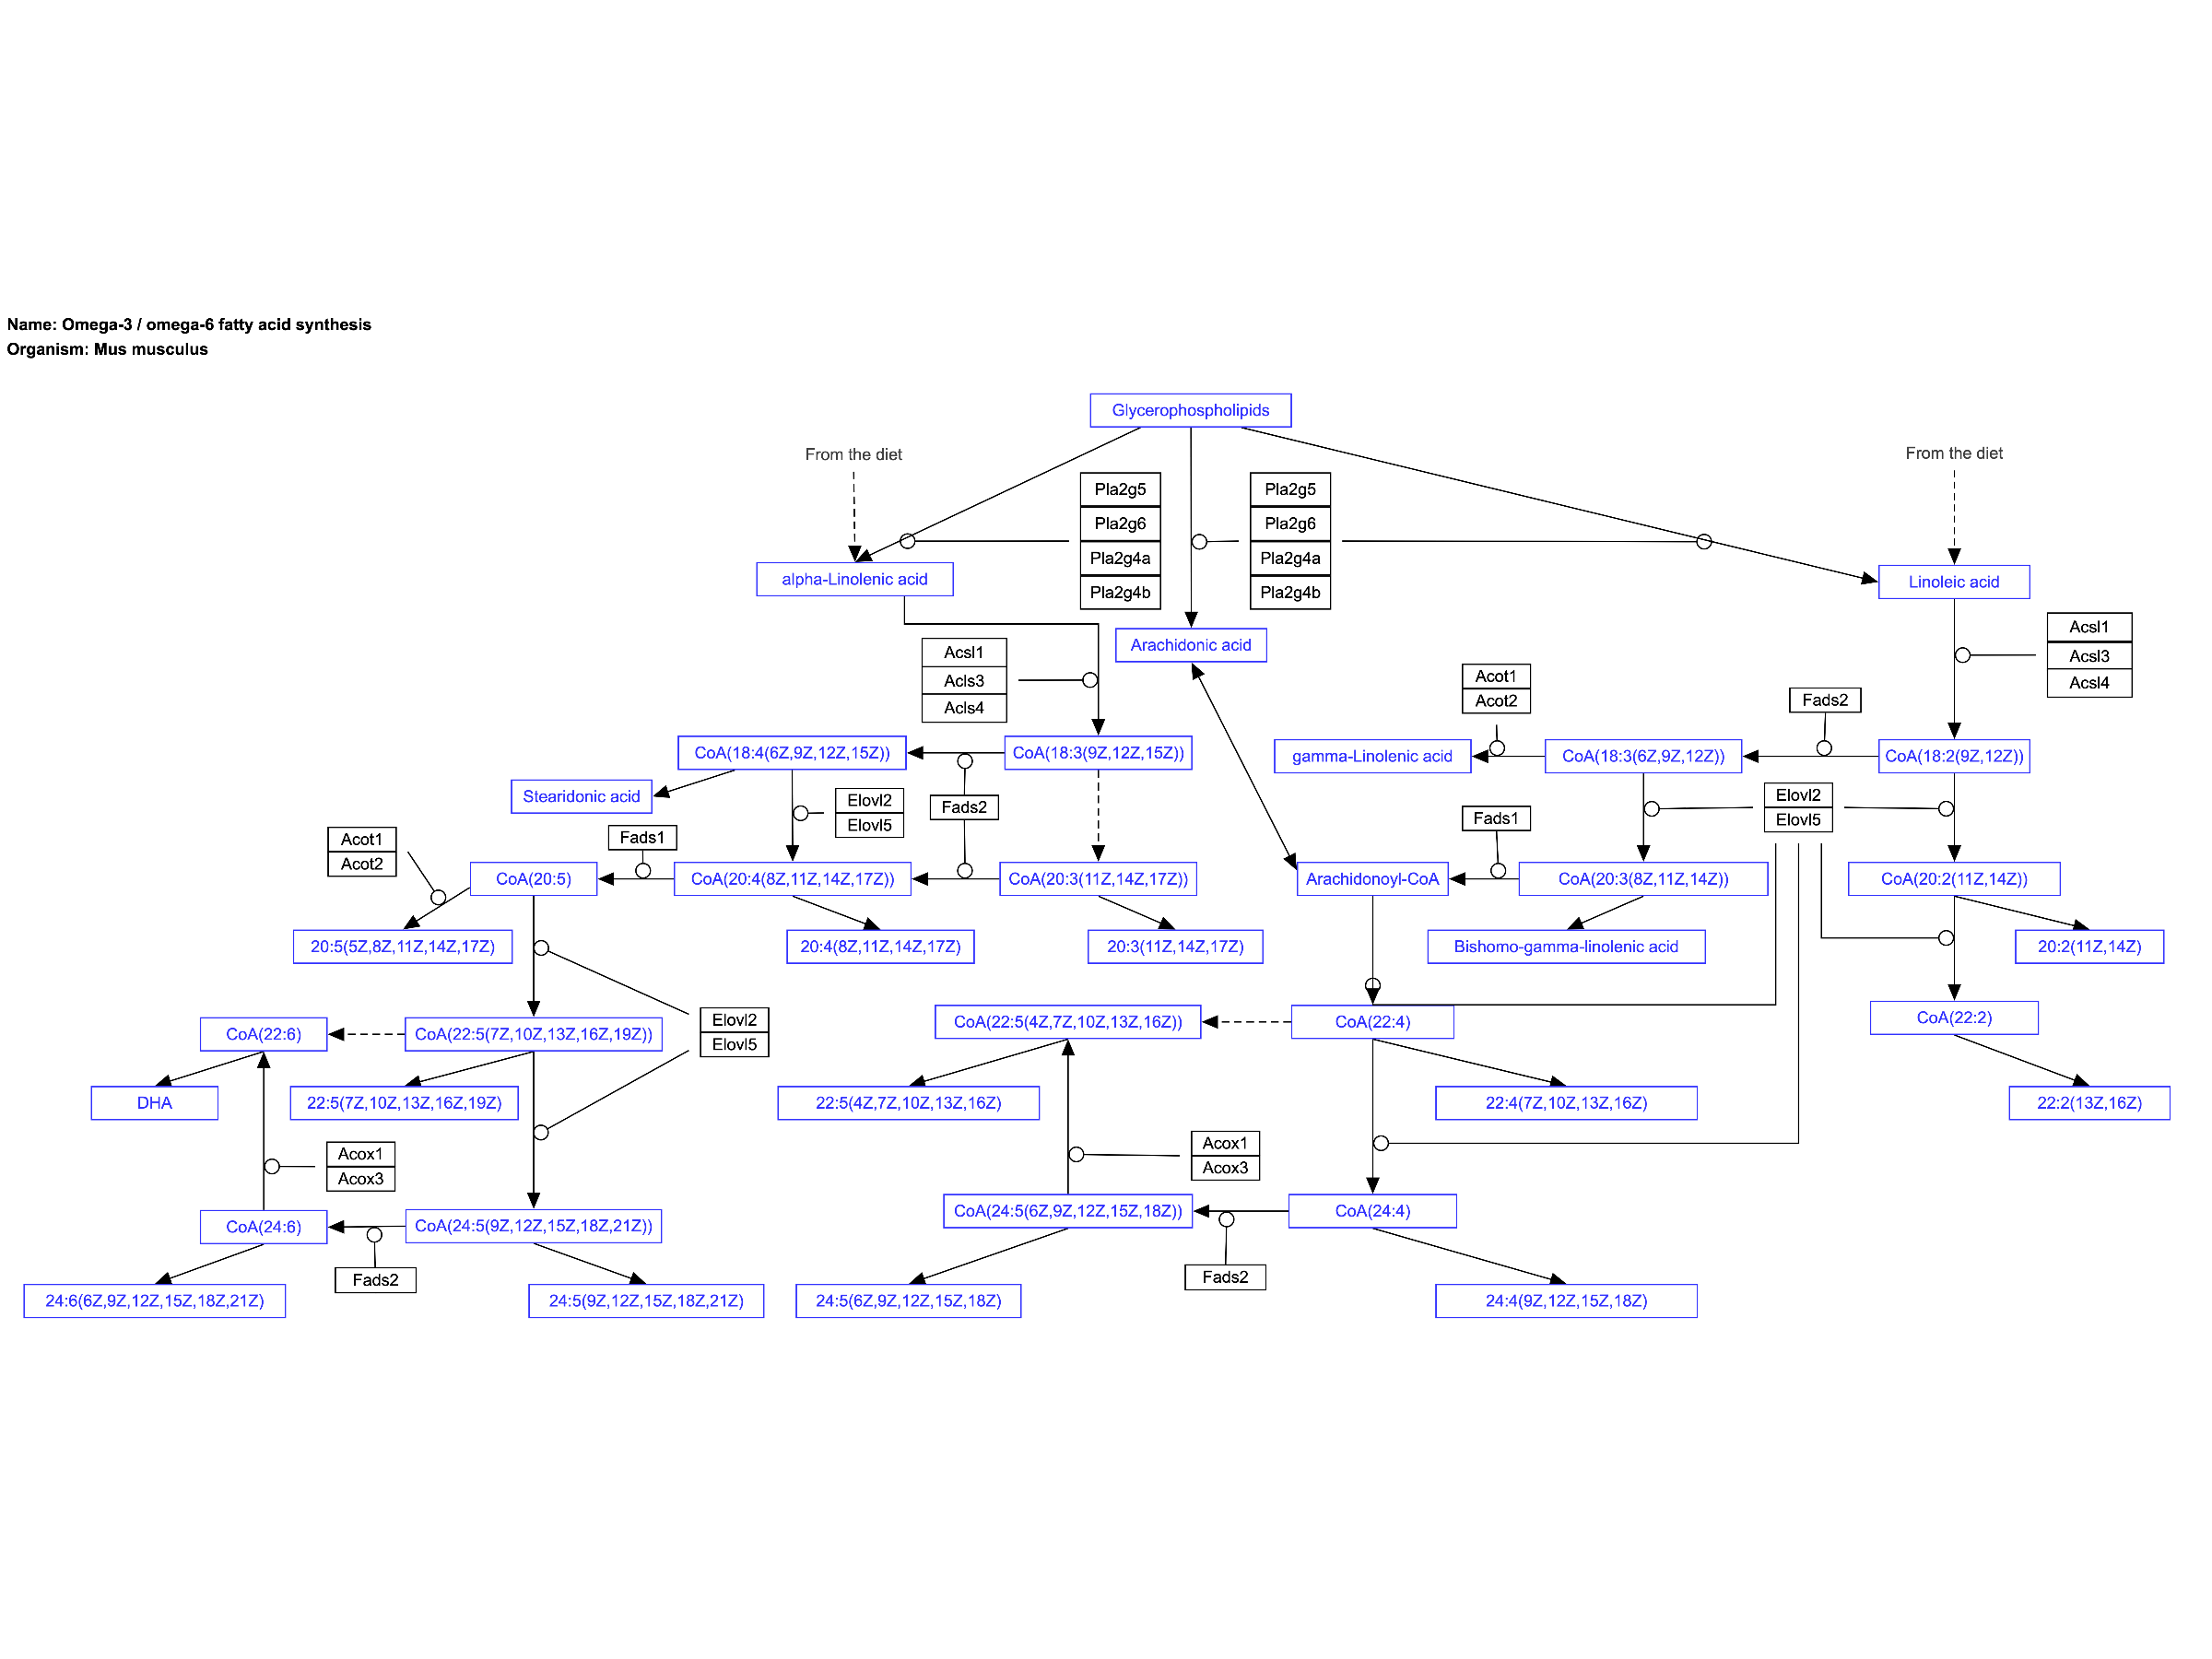 Name: Omega-3 / omega-6 fatty acid synthesis
Organism: Mus musculus
Glycerophospholipids
From the diet
From the diet
Pla2g5
Pla2g6
Pla2g4a
Pla2g4b
Pla2g5
Pla2g6
Pla2g4a
Pla2g4b
alpha-Linolenic acid
Linoleic acid
Arachidonic acid
Acsl1
Acls3
Acls4
Acsl1
Acsl3
Acsl4
Acot1
Acot2
Fads2
CoA(18:4(6Z,9Z,12Z,15Z))
CoA(18:3(9Z,12Z,15Z))
gamma-Linolenic acid
CoA(18:3(6Z,9Z,12Z))
CoA(18:2(9Z,12Z))
Stearidonic acid
Elovl2
Elovl5
Fads2
Elovl2
Elovl5
Acot1
Acot2
Fads1
Fads1
CoA(20:5)
CoA(20:4(8Z,11Z,14Z,17Z))
CoA(20:3(11Z,14Z,17Z))
Arachidonoyl-CoA
CoA(20:3(8Z,11Z,14Z))
CoA(20:2(11Z,14Z))
20:5(5Z,8Z,11Z,14Z,17Z)
20:4(8Z,11Z,14Z,17Z)
20:3(11Z,14Z,17Z)
Bishomo-gamma-linolenic acid
20:2(11Z,14Z)
CoA(22:6)
CoA(22:5(7Z,10Z,13Z,16Z,19Z))
Elovl2
Elovl5
CoA(22:5(4Z,7Z,10Z,13Z,16Z))
CoA(22:4)
CoA(22:2)
DHA
22:5(7Z,10Z,13Z,16Z,19Z)
22:5(4Z,7Z,10Z,13Z,16Z)
22:4(7Z,10Z,13Z,16Z)
22:2(13Z,16Z)
Acox1
Acox3
Acox1
Acox3
CoA(24:6)
CoA(24:5(9Z,12Z,15Z,18Z,21Z))
CoA(24:5(6Z,9Z,12Z,15Z,18Z))
CoA(24:4)
Fads2
Fads2
24:6(6Z,9Z,12Z,15Z,18Z,21Z)
24:5(9Z,12Z,15Z,18Z,21Z)
24:5(6Z,9Z,12Z,15Z,18Z)
24:4(9Z,12Z,15Z,18Z)